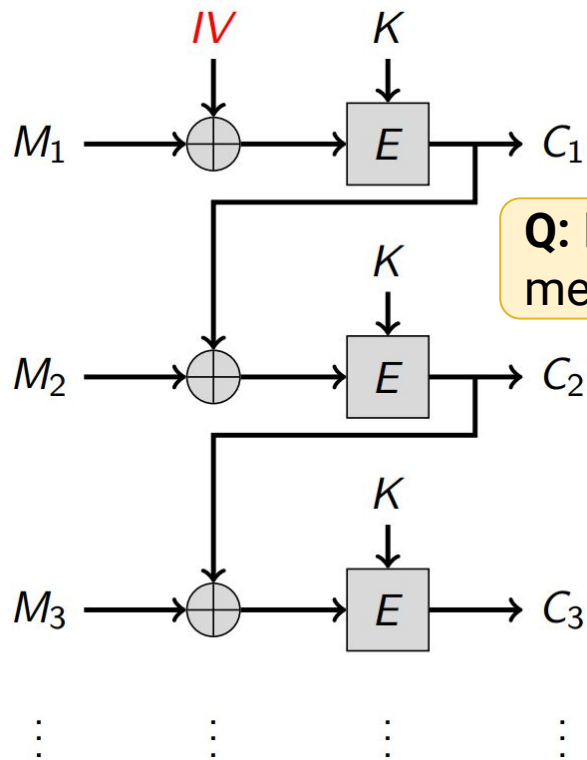 IV K
M₁ E C₁
Q:
K
me
M₂ E C₂
K
M₃ E C₃
⋮ ⋮ ⋮ ⋮